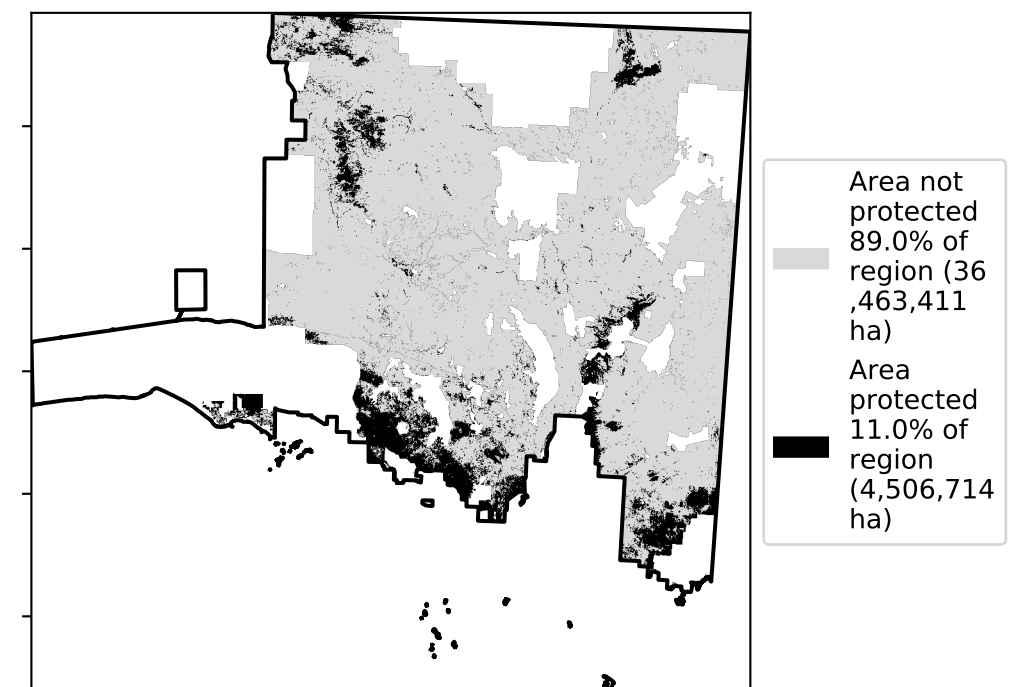 Area not
protected
89.0% of
region (36
,463,411
ha)
Area
protected
11.0% of
region
(4,506,714
ha)